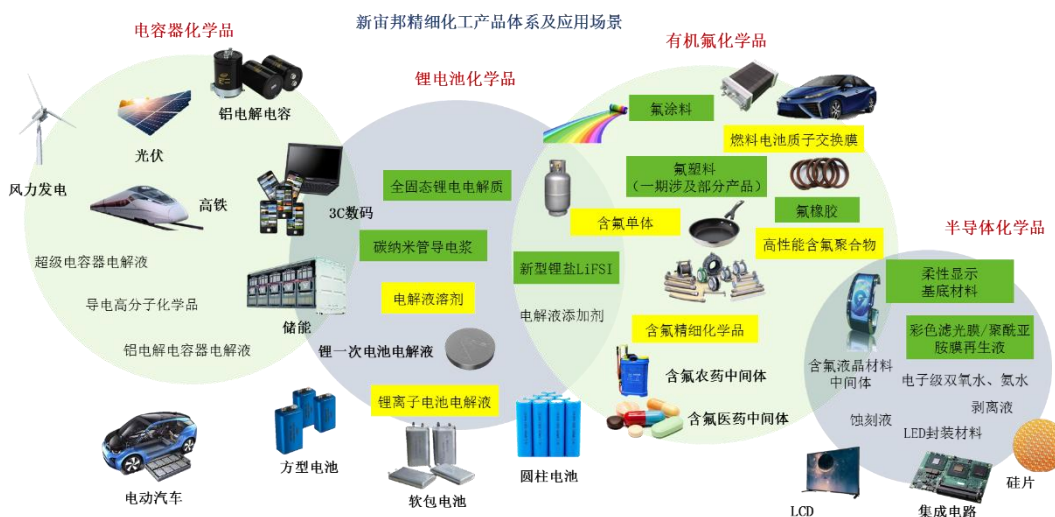 新宙邦精细化工产品体系及应用场景
电容器化学品
铝电解电容
光伏
风力发电
高铁
3C数码
超级电容器电解液
导电高分子化学品
铝电解电容器电解液
储能
电动汽车
锂电池化学品
全固态锂电电解质
碳纳米管导电浆
电解液溶剂
锂一次电池电解液
锂离子电池电解液
方型电池
软包电池
圆柱电池
新型锂盐LiFSI
电解液添加剂
有机氟化学品
氟涂料
燃料电池质子交换膜
氟塑料
（一期涉及部分产品）
氟橡胶
含氟单体
高性能含氟聚合物
含氟精细化学品
含氟农药中间体
含氟医药中间体
半导体化学品
柔性显示
基底材料
彩色滤光膜/聚酰亚
胺膜再生液
含氟液晶材料
中间体
电子级双氧水、氨水
剥离液
蚀刻液
LED封装材料
硅片
LCD
集成电路